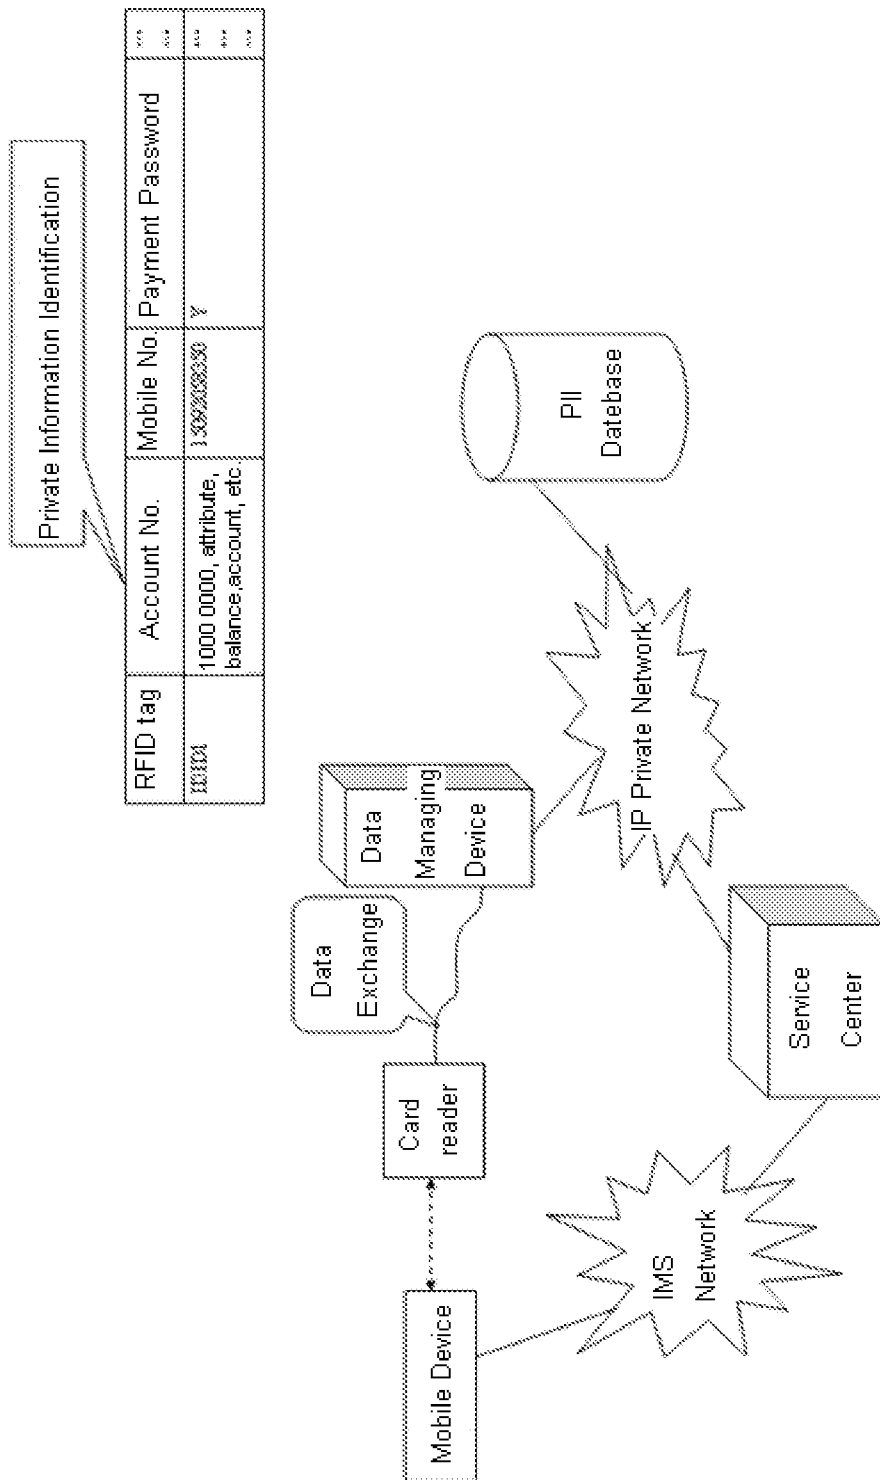 Private Information Identification
RFID tag Account No. Mobile No. Payment Password ***
***
1000 0000, attribute, Y ***
balance,account, etc. ***
***
Data
Exchange
Data
Managing
Device
Mobile Device
Card
reader
PII
Datebase
IP Private Network
IMS
Network
Service
Center